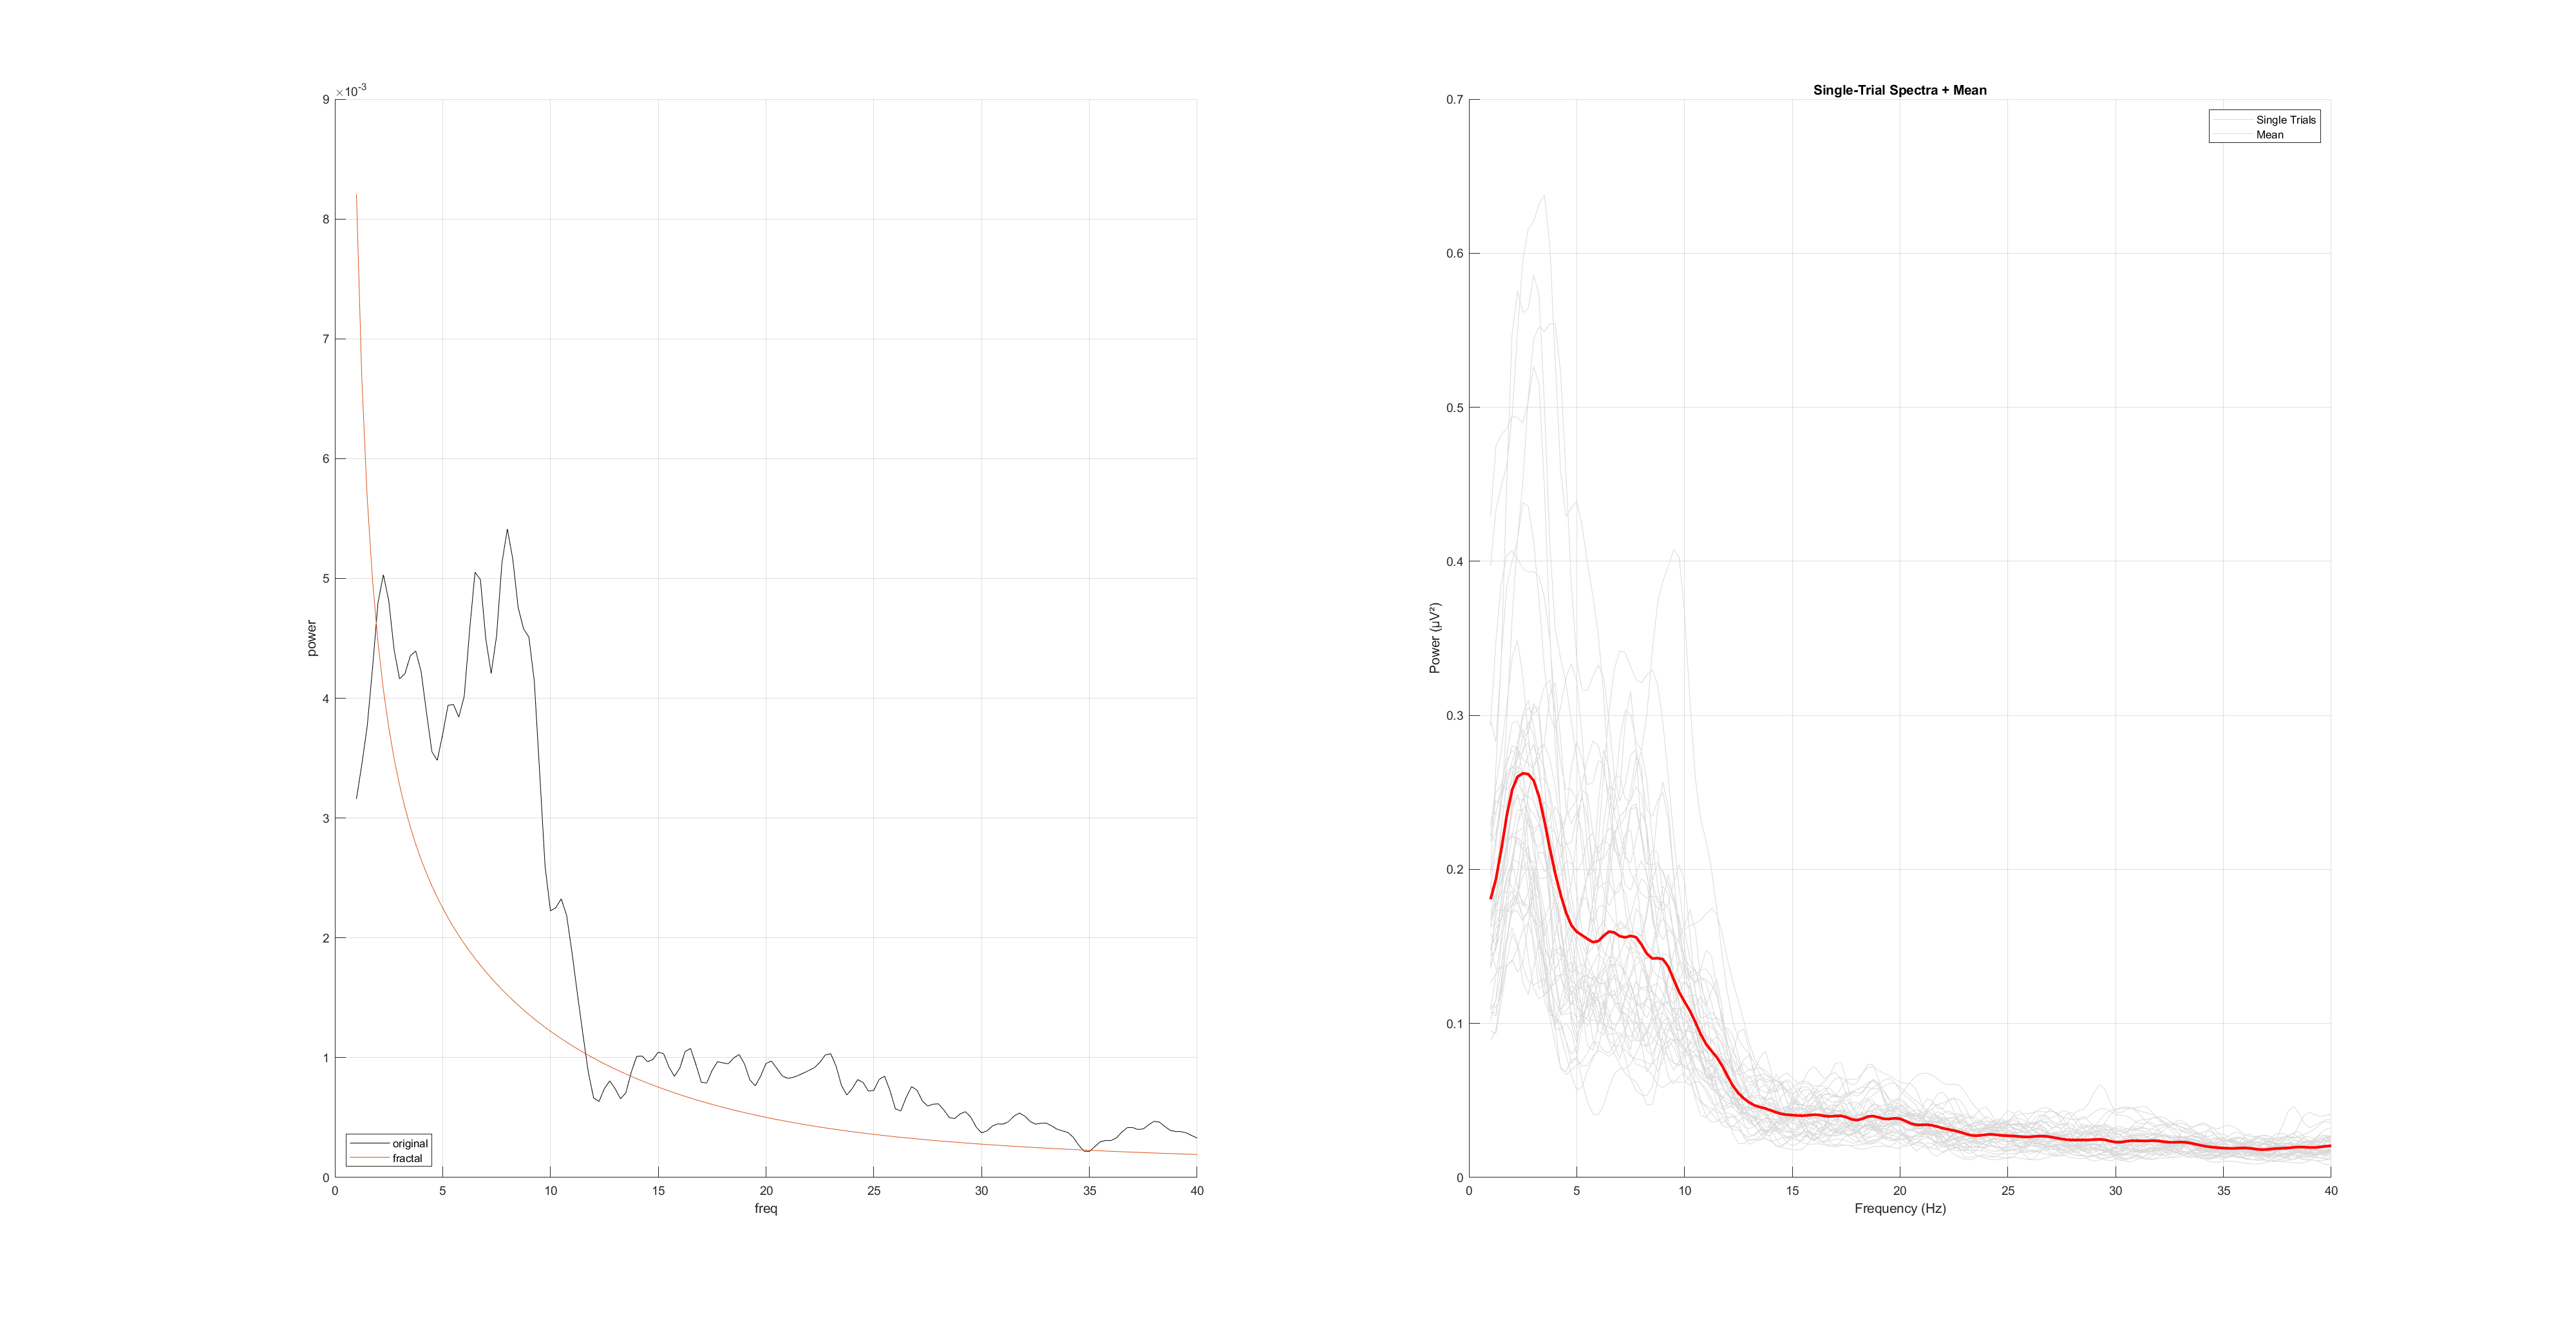 ×10-3
9
8
7
6
5
4
3
2
1
0
power
original
fractal
0 5 10 15 20 25 30 35 40
freq
Single-Trial Spectra + Mean
0.7
0.6
0.5
0.4
0.3
0.2
0.1
0
Power (µV²)
Single Trials
Mean
0 5 10 15 20 25 30 35 40
Frequency (Hz)